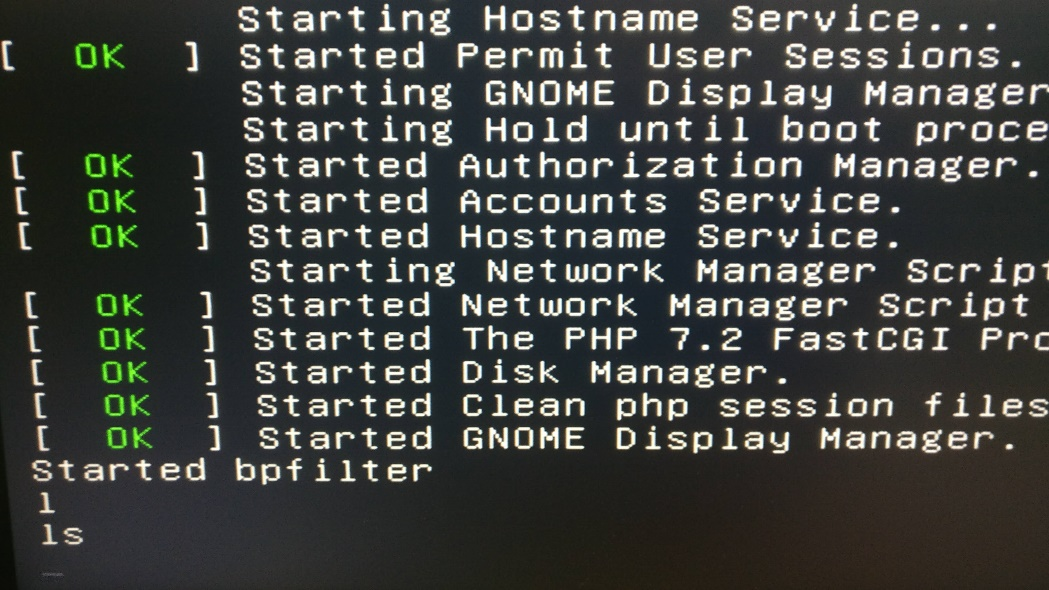 Starting Hostname Service...
[ OK ] Started Permit User Sessions.
Starting GNOME Display Manager
Starting Hold until boot proce
[ OK ] Started Authorization Manager.
[ OK ] Started Accounts Service.
[ OK ] Started Hostname Service.
Starting Network Manager Script
[ OK ] Started Network Manager Script
[ OK ] Started The PHP 7.2 FastCGI Pro
[ OK ] Started Disk Manager.
[ OK ] Started Clean php session files
[ OK ] Started GNOME Display Manager.
Started bpfilter
l
ls